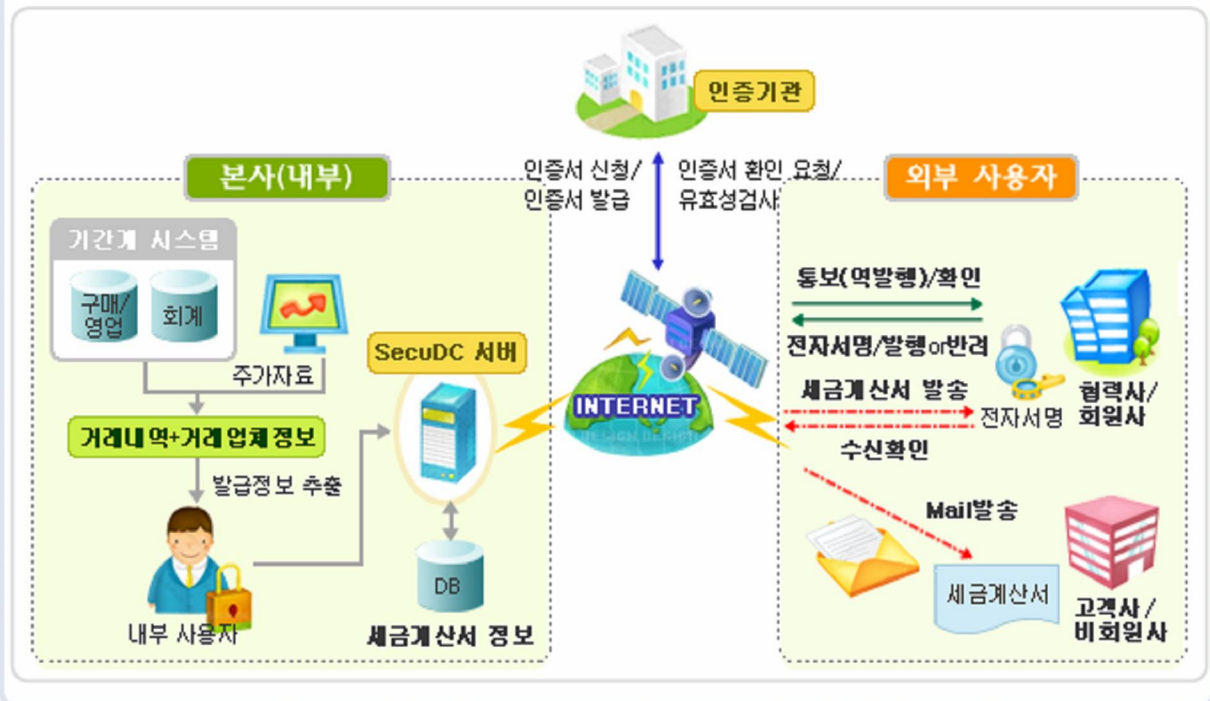 인증기관
본사(내부)
인증서 신청/
인증서 발급
인증서 확인 요청/
유효성검사
외부 사용자
기간계 시스템
구매/
영업
회계
추가자료
SecuDC 서버
거래내역+거래업체정보
발급정보 추출
내부 사용자
DB
세금계산서 정보
INTERNET
DESIGN DESIGN
통보(역발행)/확인
전자서명/발행or반려
세금계산서 발송
전자서명
수신확인
협력사/
회원사
Mail발송
세금계산서
고객사/
비회원사